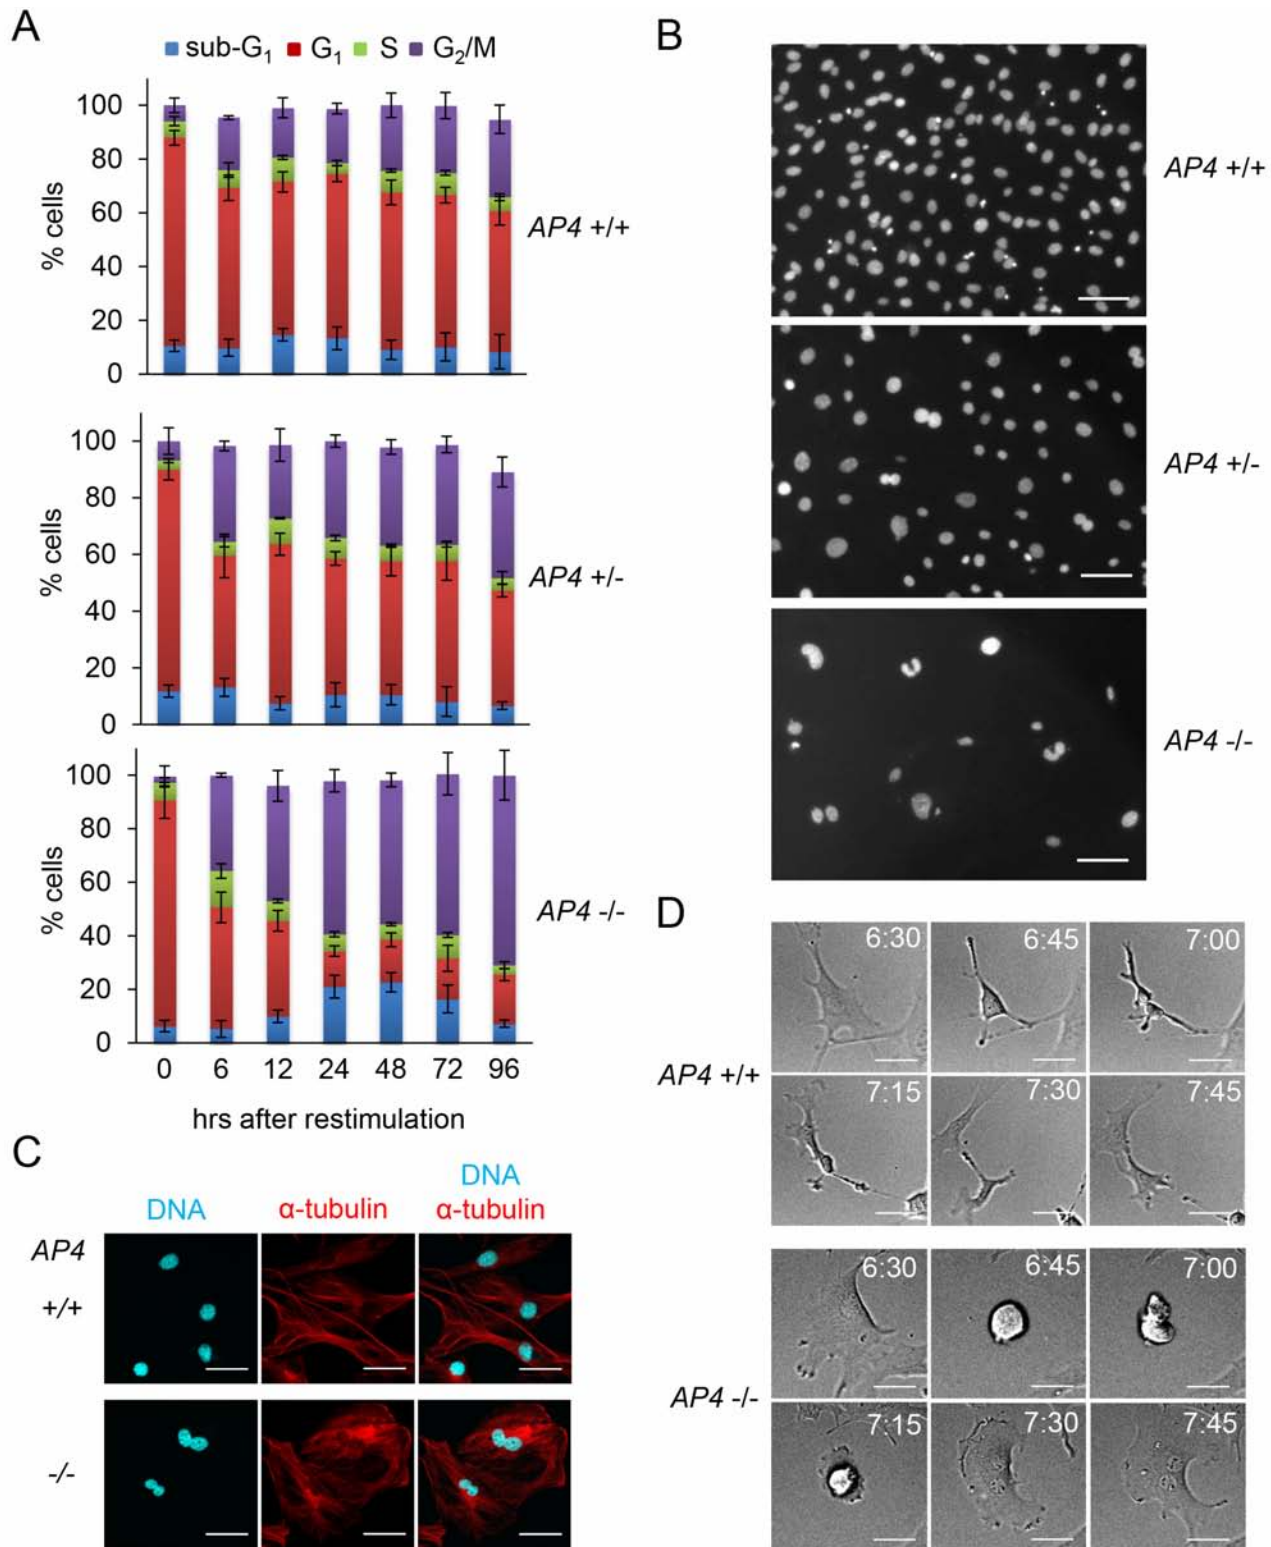 A
sub-G1 G1 S G2/M
100
80
60
40
20
0
% cells
AP4 +/+
100
80
60
40
20
0
% cells
AP4 +/-
100
80
60
40
20
0
% cells
AP4 -/-
0 6 12 24 48 72 96
hrs after restimulation
B
AP4 +/+
AP4 +/-
AP4 -/-
C
DNA
α-tubulin
DNA
α-tubulin
AP4
+/+
-/-
D
6:30 6:45 7:00
AP4 +/+
7:15 7:30 7:45
6:30 6:45 7:00
AP4 -/-
7:15 7:30 7:45